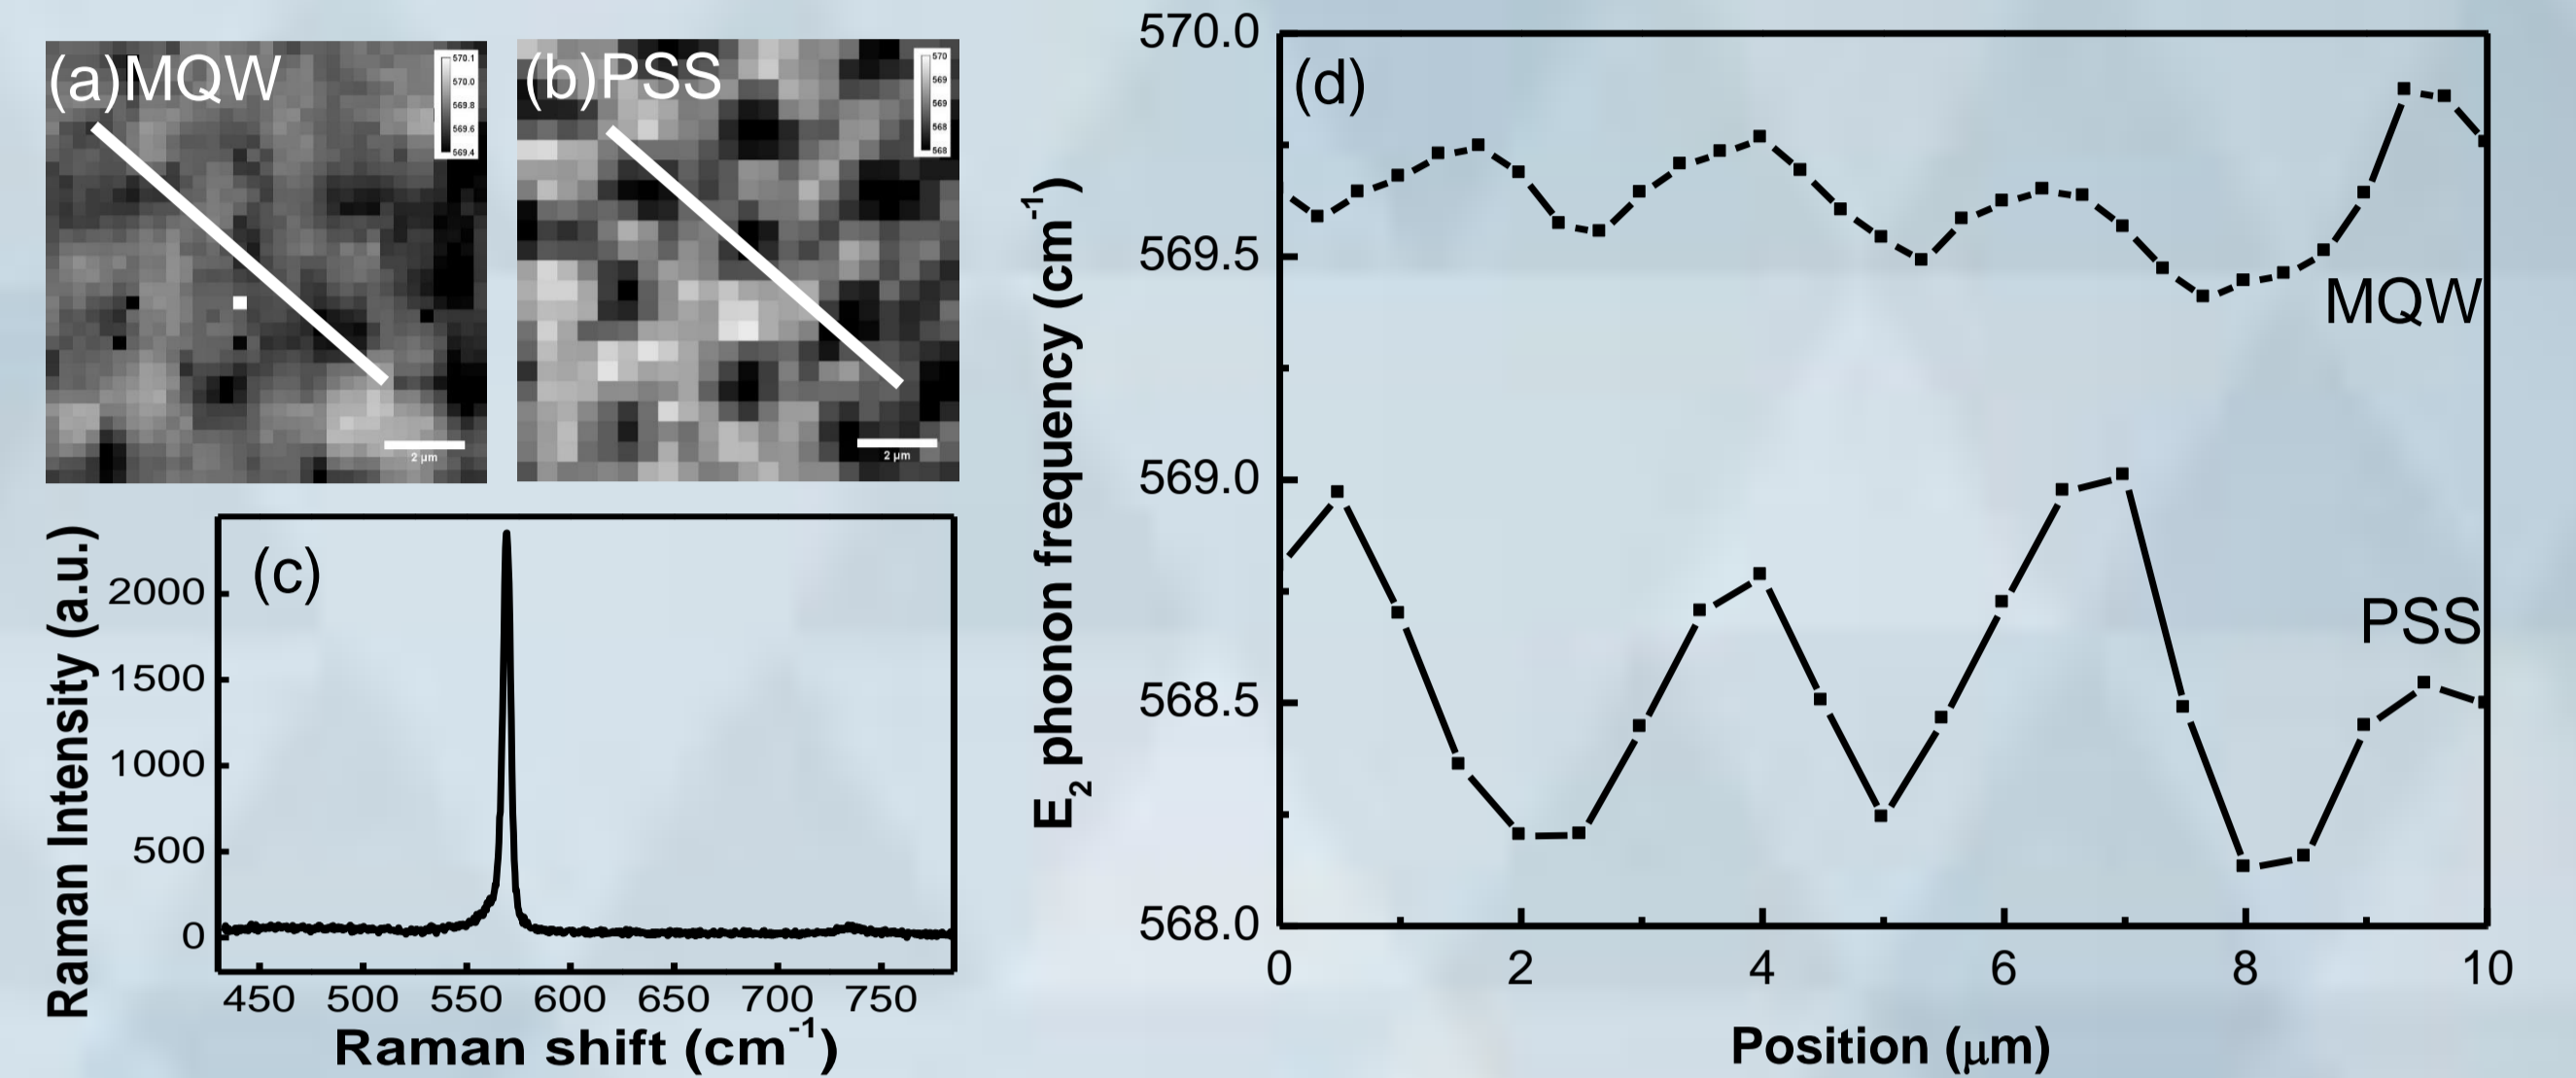 (a)MQW
570.1
570.0
569.8
569.6
569.4
2 µm
(b)PSS
570
569
569
568
568
2 µm
(c)
Raman Intensity (a.u.)
2000
1500
1000
500
0
450 500 550 600 650 700 750
Raman shift (cm⁻¹)
(d)
E₂ phonon frequency (cm⁻¹)
570.0
569.5
569.0
568.5
568.0
MQW
PSS
0 2 4 6 8 10
Position (µm)